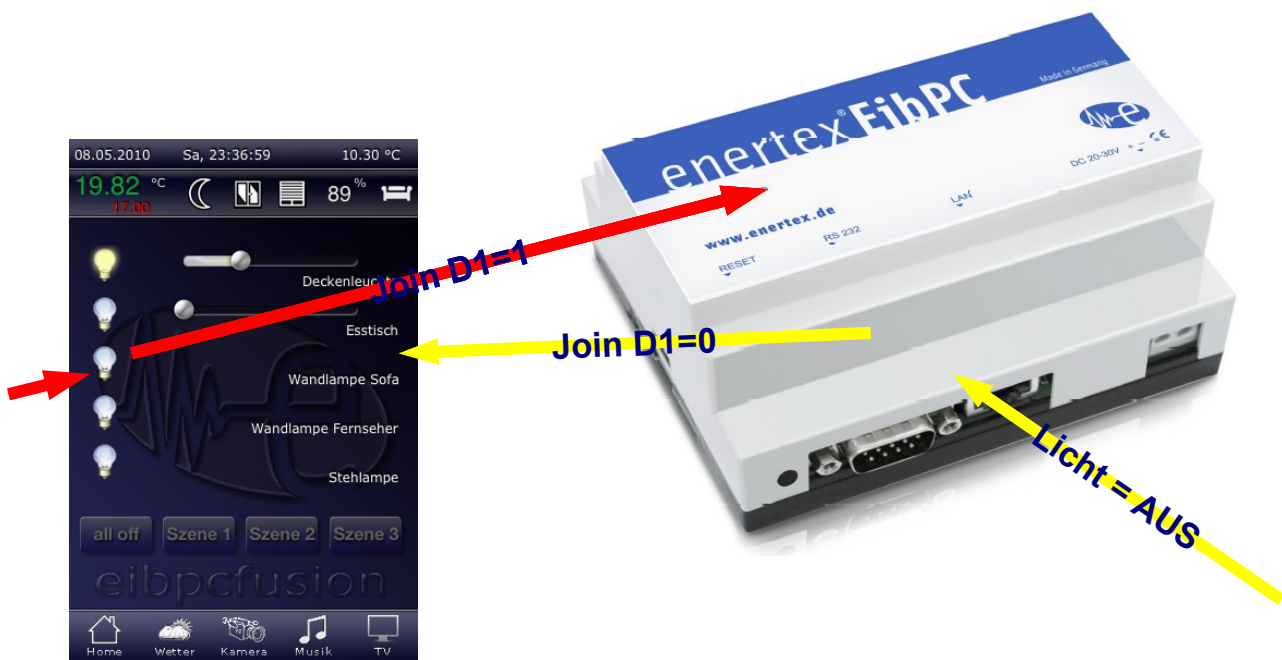 08.05.2010 Sa, 23:36:59 10.30 °C
19.82 °C 89 %
17.00
Deckenleuchte
Esstisch
Wandlampe Sofa
Wandlampe Fernseher
Stehlampe
all off Szene 1 Szene 2 Szene 3
eibpcfusion
Home Wetter Kamera Musik TV
Join D1=1
Join D1=0
Licht = AUS
enertex® EibPC
Made in Germany
e
DC 20-30V + - CE
www.enertex.de
RESET RS 232 LAN